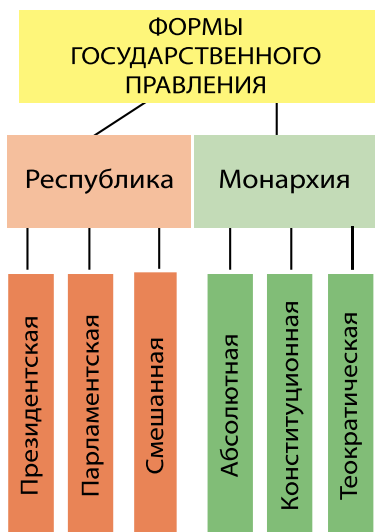 ФОРМЫ
ГОСУДАРСТВЕННОГО
ПРАВЛЕНИЯ
Республика
Монархия
Президентская
Парламентская
Смешанная
Абсолютная
Конституционная
Теократическая